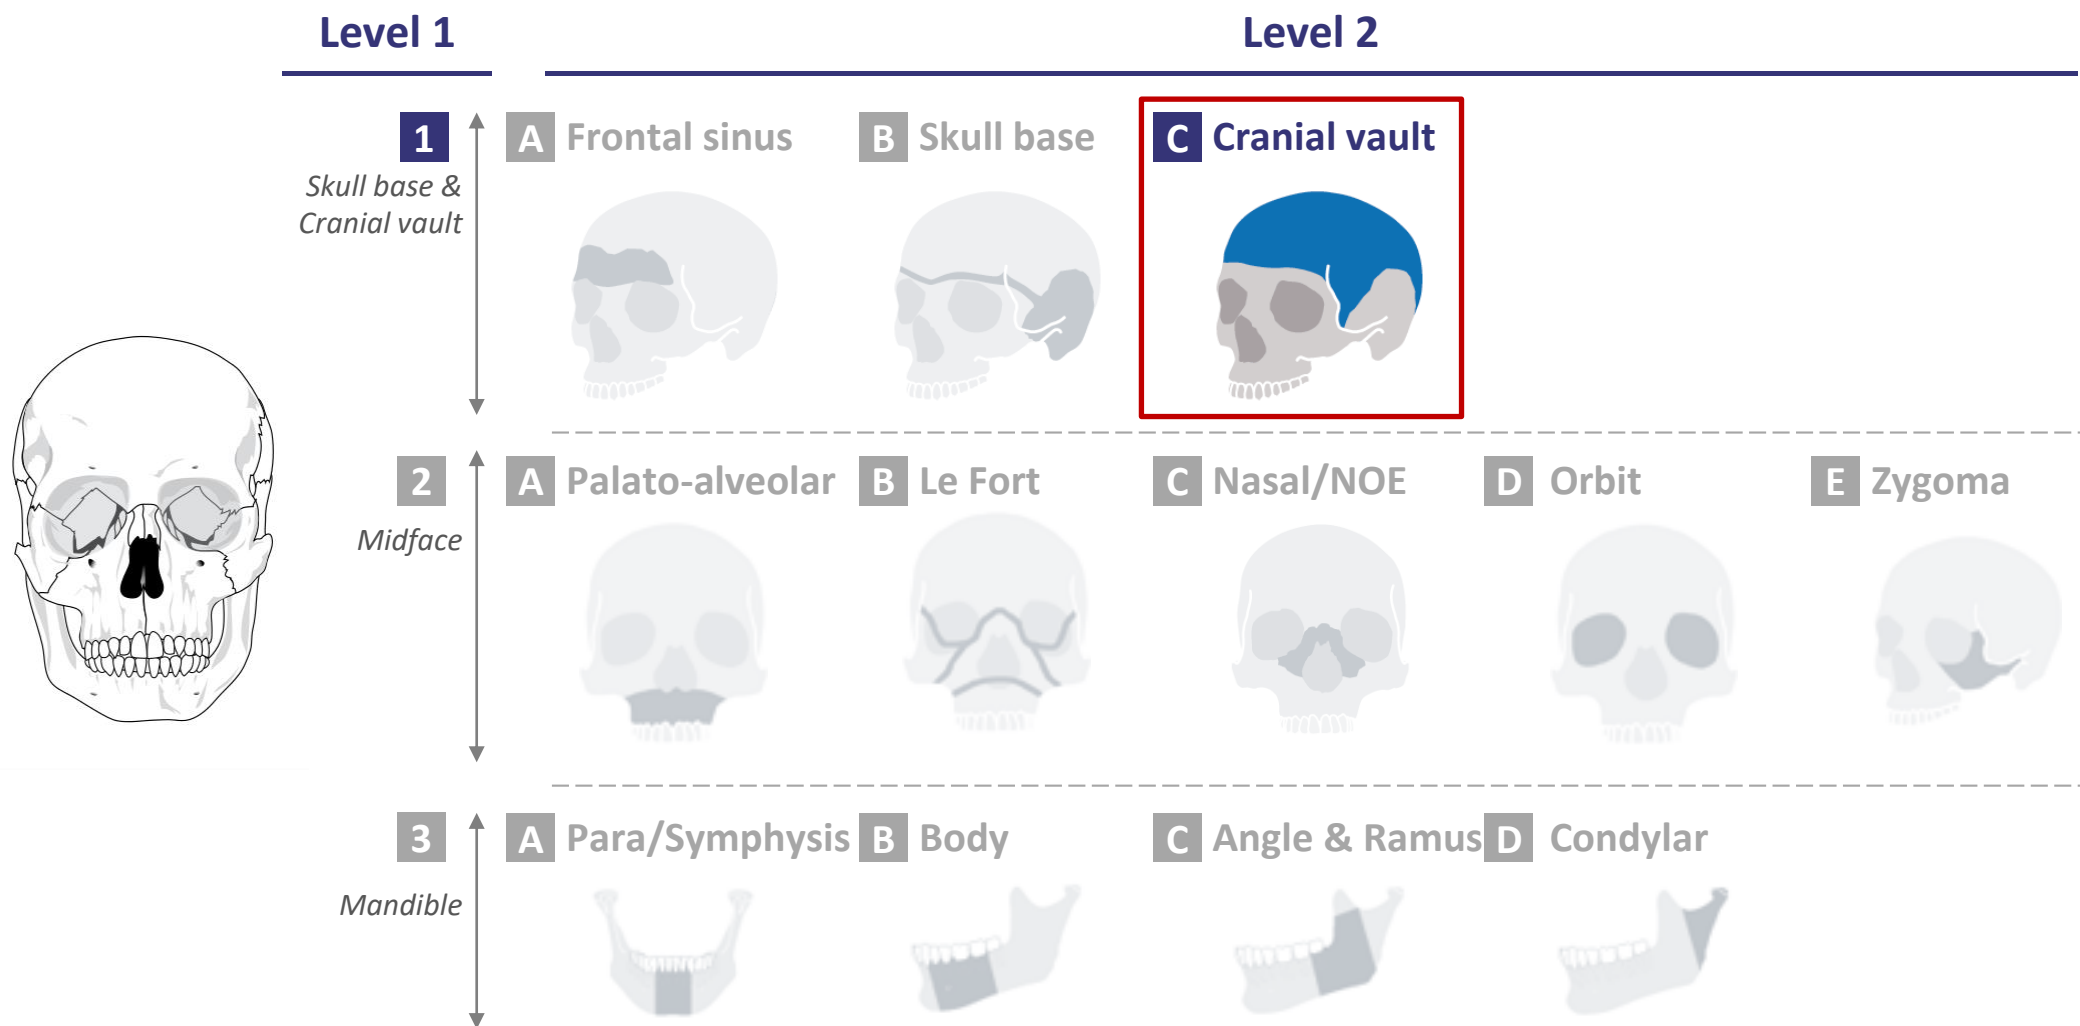 Level 1
Level 2
1
Skull base &
Cranial vault
A Frontal sinus
B Skull base
C Cranial vault
2
Midface
A Palato-alveolar
B Le Fort
C Nasal/NOE
D Orbit
E Zygoma
3
Mandible
A Para/Symphysis
B Body
C Angle & Ramus
D Condylar